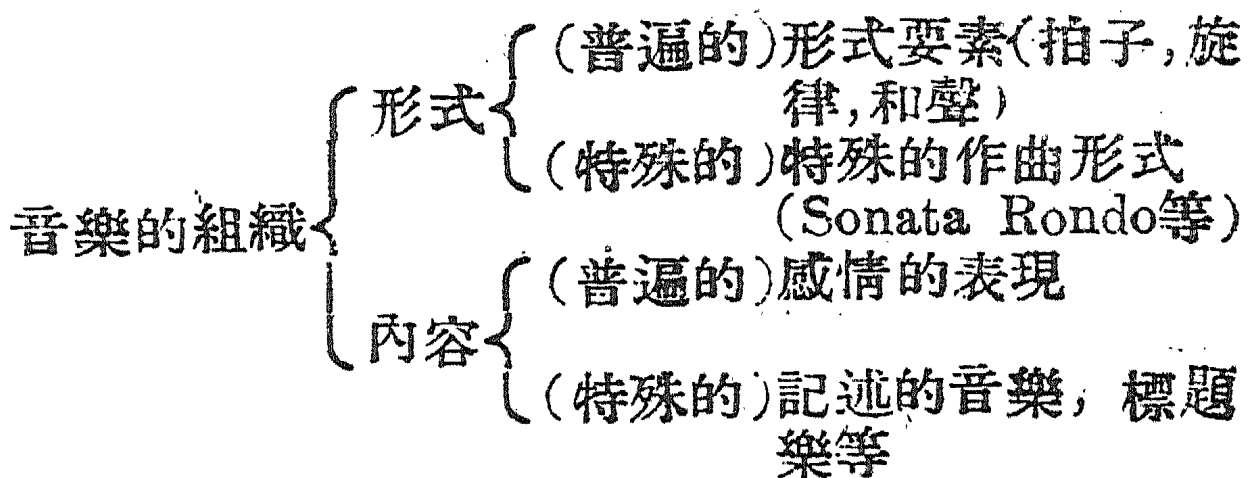 (普遍的)形式要素(拍子,旋
律,和聲)
形式
(特殊的)特殊的作曲形式
(Sonata Rondo等)
音樂的組織
(普遍的)感情的表現
內容
(特殊的)記述的音樂，標題
樂等